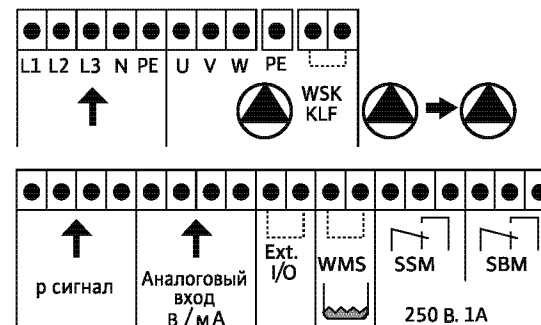 L1 L2 L3 N PE U V W PE
WSK
KLF
p сигнал
Аналоговый
вход
В / мА
Ext.
I/O
WMS
SSM
SBM
250 В. 1А